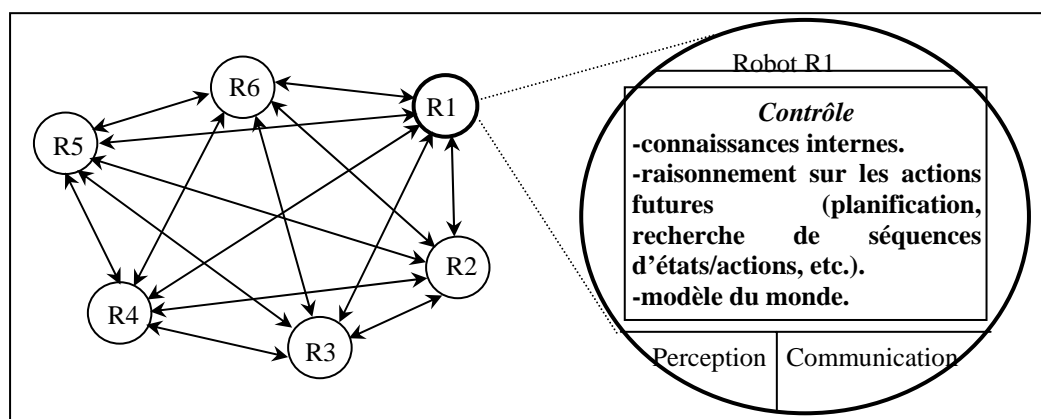 R6
R1
R5
R2
R4
R3
Robot R1
Contrôle
-connaissances internes.
-raisonnement sur les actions
futures (planification,
recherche de séquences
d'états/actions, etc.).
-modèle du monde.
Perception
Communication